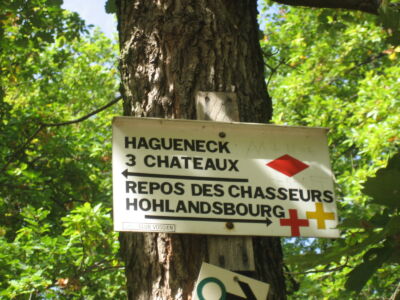 HAGUENECK
3 CHATEAUX
REPOS DES CHASSEURS
HOHLANDSBOURG